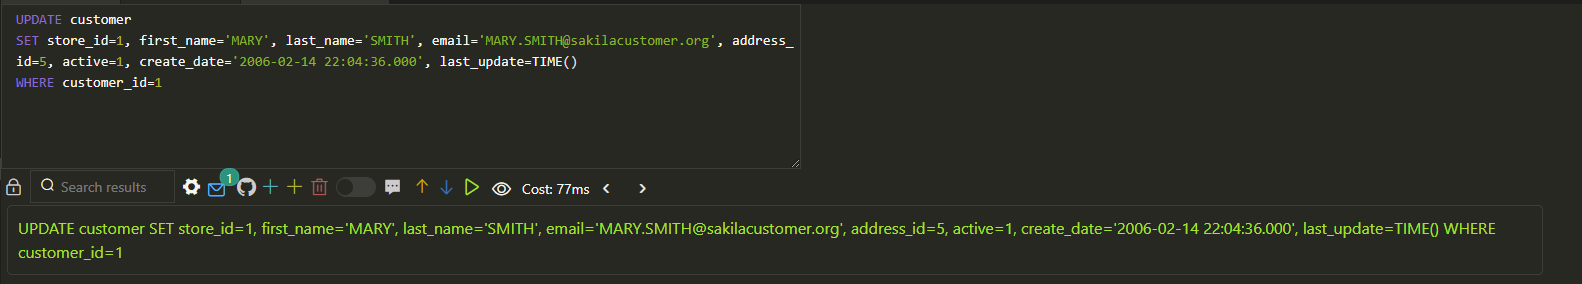 UPDATE customer
SET store_id=1, first_name='MARY', last_name='SMITH', email='MARY.SMITH@sakilacustomer.org', address_
id=5, active=1, create_date='2006-02-14 22:04:36.000', last_update=TIME()
WHERE customer_id=1
Search results
1
Cost: 77ms
UPDATE customer SET store_id=1, first_name='MARY', last_name='SMITH', email='MARY.SMITH@sakilacustomer.org', address_id=5, active=1, create_date='2006-02-14 22:04:36.000', last_update=TIME() WHERE
customer_id=1